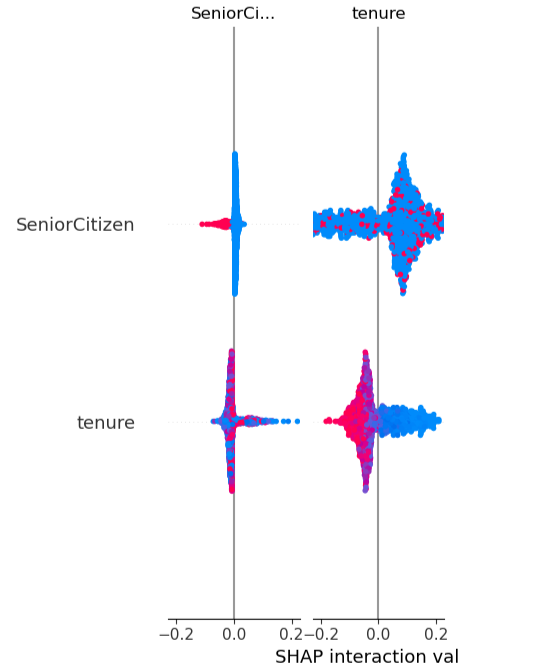 SeniorCi... tenure
SeniorCitizen
tenure
−0.2 0.0 0.2 −0.2 0.0 0.2
SHAP interaction val